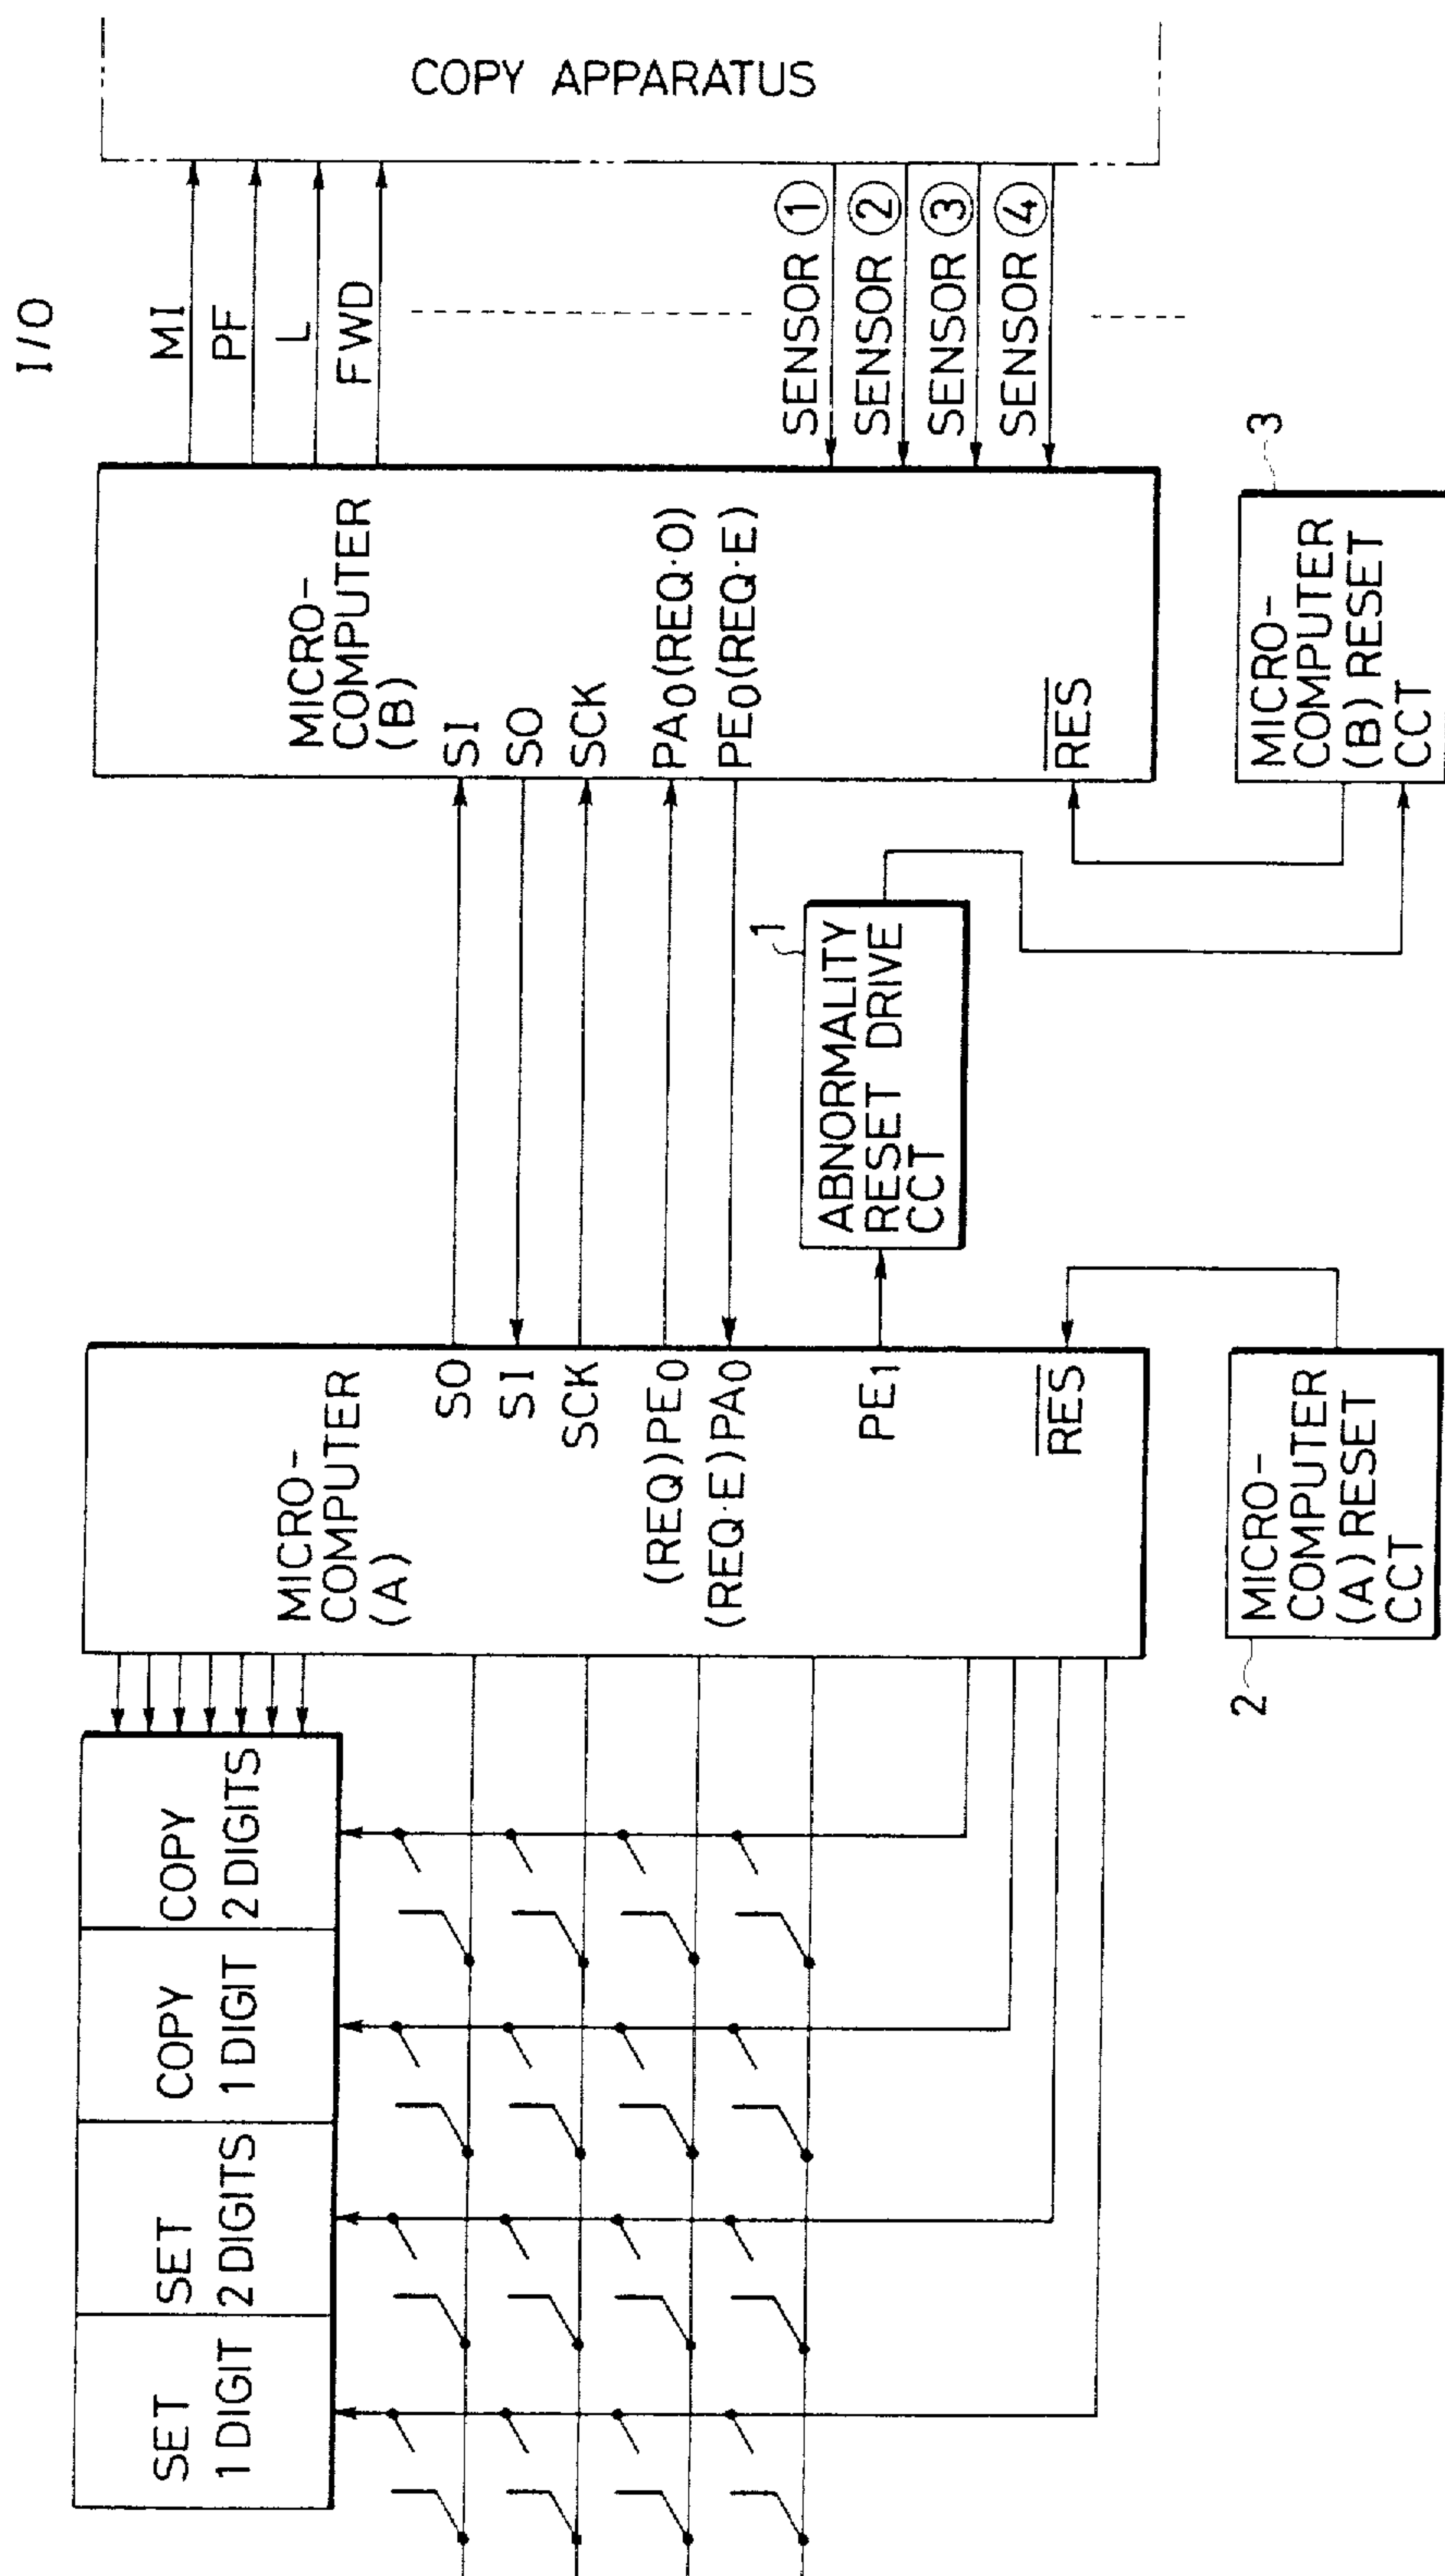 SET
1 DIGIT
SET
2 DIGITS
COPY
1 DIGIT
COPY
2 DIGITS
MICRO-
COMPUTER
(A)
SO
SI
SCK
(REQ)PE0
(REQ·E)PA0
PE1
RES
2
MICRO-
COMPUTER
(A) RESET
CCT
1
ABNORMALITY
RESET DRIVE
CCT
MICRO-
COMPUTER
(B)
SI
SO
SCK
PA0(REQ·O)
PE0(REQ·E)
RES
3
MICRO-
COMPUTER
(B) RESET
CCT
I/O
MI
PF
L
FWD
SENSOR ①
SENSOR ②
SENSOR ③
SENSOR ④
COPY APPARATUS